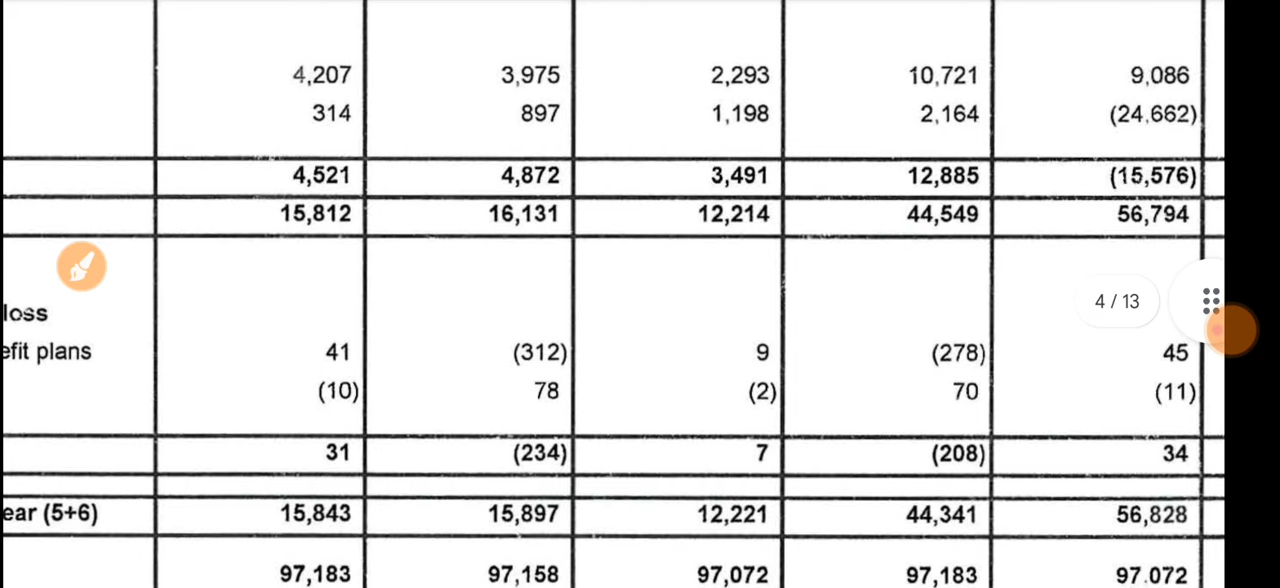 4,207 3,975 2,293 10,721 9,086
314 897 1,198 2,164 (24,662)
4,521 4,872 3,491 12,885 (15,576)
15,812 16,131 12,214 44,549 56,794
loss
4 / 13
efit plans 41 (312) 9 (278) 45
(10) 78 (2) 70 (11)
31 (234) 7 (208) 34
ear (5+6) 15,843 15,897 12,221 44,341 56,828
97,183 97,158 97,072 97,183 97.072